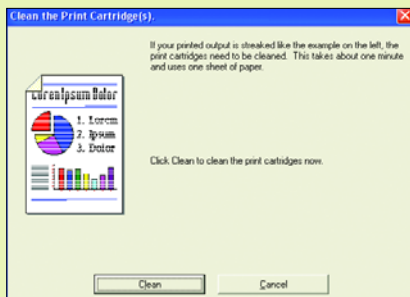 Clean the Print Cartridge(s).
If your printed output is streaked like the example on the left, the
print cartridges need to be cleaned. This takes about one minute
and uses one sheet of paper.
Lorem Ipsum Dolor
1. Lorem
2. Ipsum
3. Dolor
Click Clean to clean the print cartridges now.
Clean
Cancel